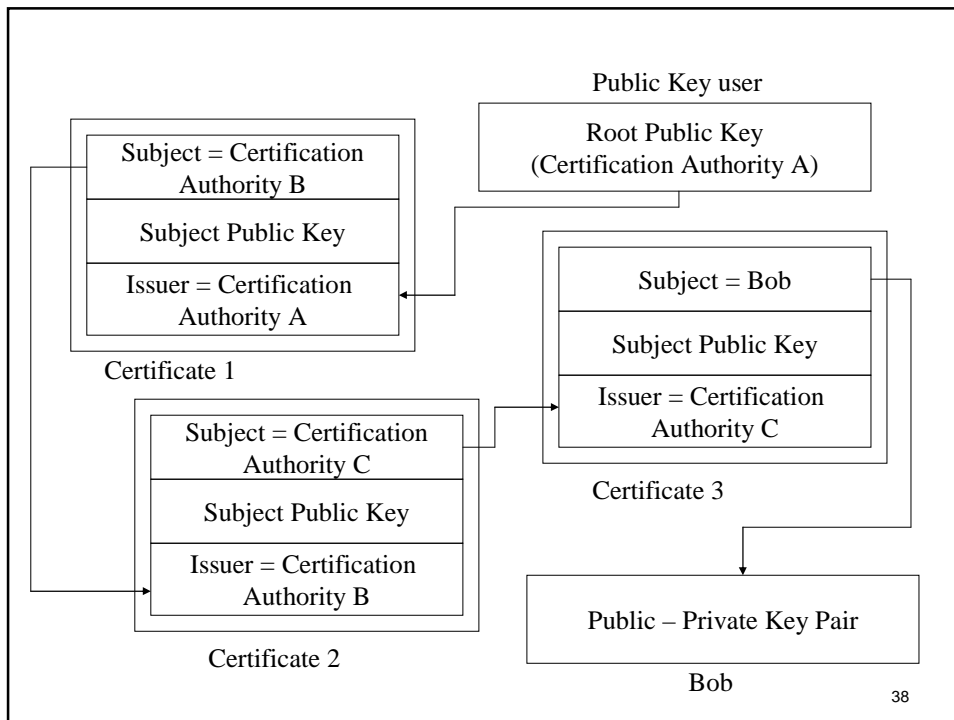 Public Key user
Root Public Key
(Certification Authority A)
Subject = Certification
Authority B
Subject Public Key
Issuer = Certification
Authority A
Certificate 1
Subject = Certification
Authority C
Subject Public Key
Issuer = Certification
Authority B
Certificate 2
Subject = Bob
Subject Public Key
Issuer = Certification
Authority C
Certificate 3
Public – Private Key Pair
Bob
38